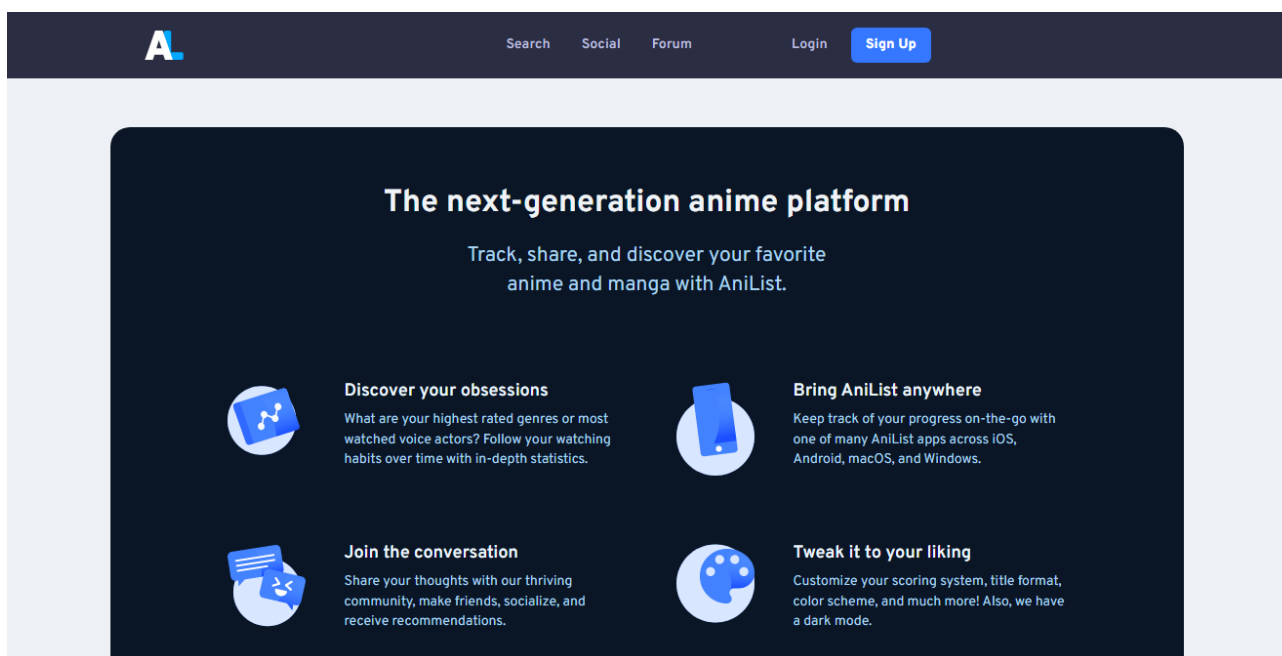 AL
Search Social Forum Login Sign Up
The next-generation anime platform
Track, share, and discover your favorite
anime and manga with AniList.
Discover your obsessions
What are your highest rated genres or most
watched voice actors? Follow your watching
habits over time with in-depth statistics.
Bring AniList anywhere
Keep track of your progress on-the-go with
one of many AniList apps across iOS,
Android, macOS, and Windows.
Join the conversation
Share your thoughts with our thriving
community, make friends, socialize, and
receive recommendations.
Tweak it to your liking
Customize your scoring system, title format,
color scheme, and much more! Also, we have
a dark mode.